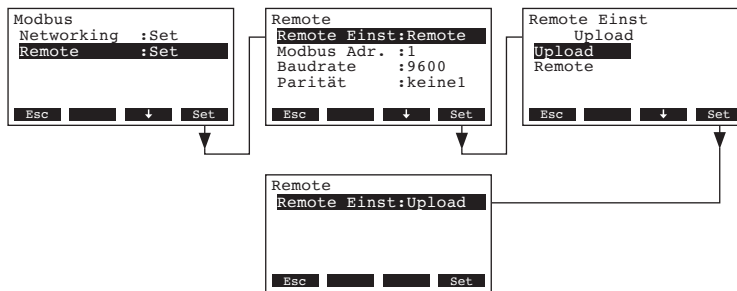 Modbus
Networking :Set
Remote :Set
Esc ↓ Set
Remote
Remote Einst:Remote
Modbus Adr. :1
Baudrate :9600
Parität :keine1
Esc ↓ Set
Remote Einst
Upload
Upload
Remote
Esc ↓ Set
Remote
Remote Einst:Upload
Esc Set